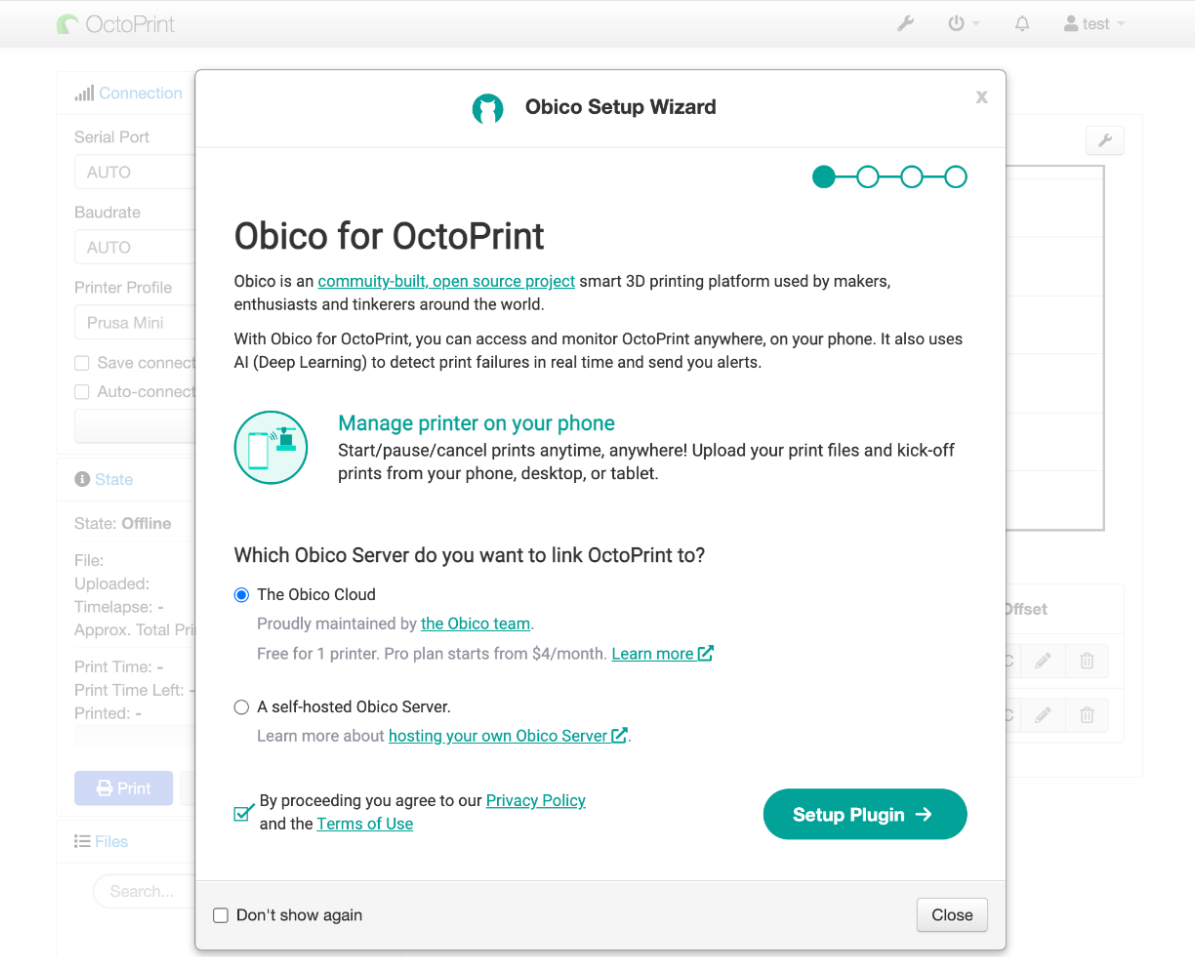 OctoPrint
test
Connection
Serial Port
AUTO
Baudrate
AUTO
Printer Profile
Prusa Mini
Save connect
Auto-connect
State
State: Offline
File:
Uploaded:
Timelapse: -
Approx. Total Pri
Print Time: -
Print Time Left: -
Printed: -
Print
Files
Search...
Obico Setup Wizard
x
Obico for OctoPrint
Obico is an commuity-built, open source project smart 3D printing platform used by makers,
enthusiasts and tinkerers around the world.
With Obico for OctoPrint, you can access and monitor OctoPrint anywhere, on your phone. It also uses
AI (Deep Learning) to detect print failures in real time and send you alerts.
Manage printer on your phone
Start/pause/cancel prints anytime, anywhere! Upload your print files and kick-off
prints from your phone, desktop, or tablet.
Which Obico Server do you want to link OctoPrint to?
The Obico Cloud
Proudly maintained by the Obico team.
Free for 1 printer. Pro plan starts from $4/month. Learn more
A self-hosted Obico Server.
Learn more about hosting your own Obico Server.
By proceeding you agree to our Privacy Policy
and the Terms of Use
Setup Plugin →
Don't show again
Close
Offset
C
C